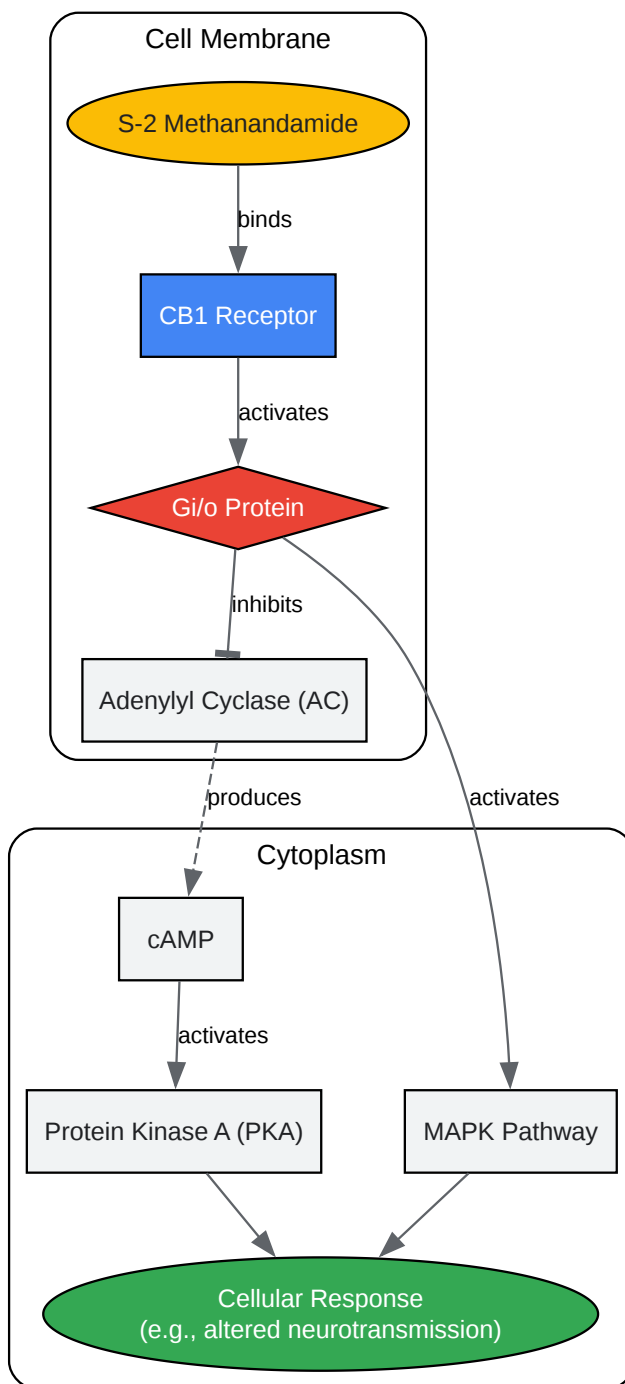 Cell Membrane
S-2 Methanandamide
binds
CB1 Receptor
activates
Gi/o Protein
inhibits
Adenylyl Cyclase (AC)
produces
activates
Cytoplasm
cAMP
activates
Protein Kinase A (PKA)
MAPK Pathway
Cellular Response
(e.g., altered neurotransmission)